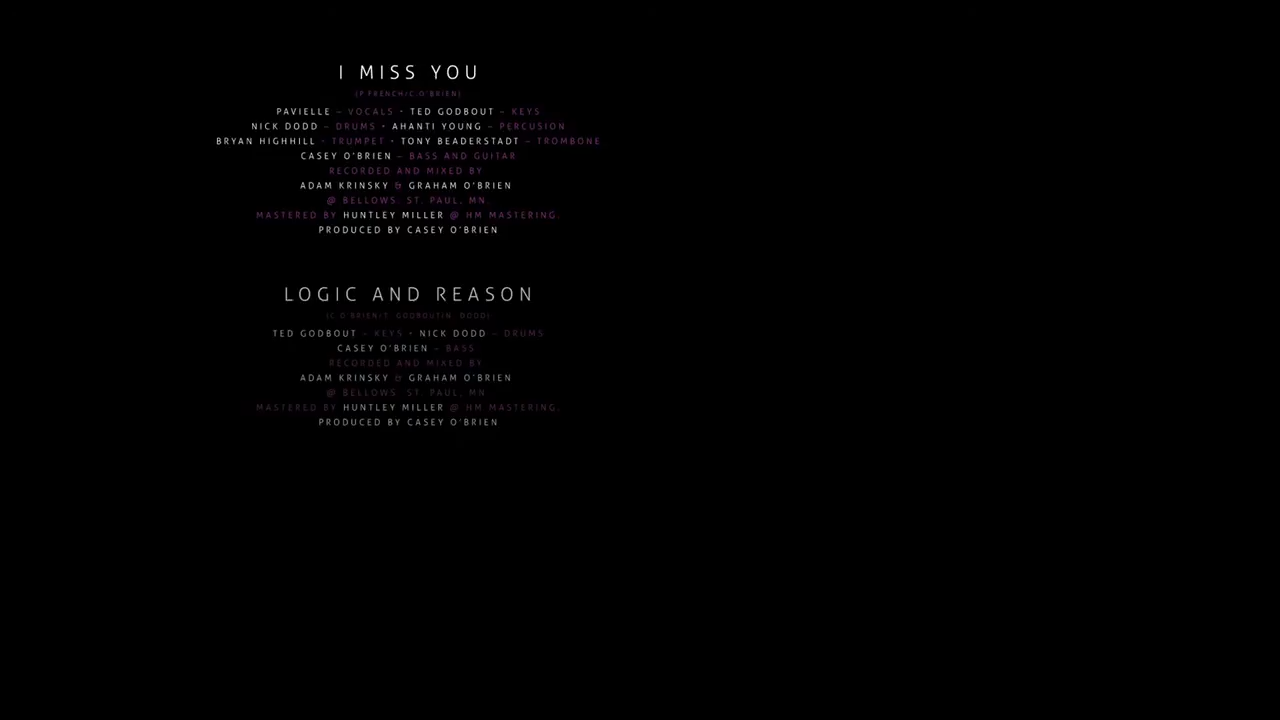 I MISS YOU
(P FRENCH/C.O'BRIEN)
PAVIELLE – VOCALS • TED GODBOUT – KEYS
NICK DODD – DRUMS • AHANTI YOUNG – PERCUSION
BRYAN HIGHHILL - TRUMPET • TONY BEADERSTADT – TROMBONE
CASEY O'BRIEN – BASS AND GUITAR
RECORDED AND MIXED BY
ADAM KRINSKY & GRAHAM O'BRIEN
@ BELLOWS. ST. PAUL, MN.
MASTERED BY HUNTLEY MILLER @ HM MASTERING.
PRODUCED BY CASEY O'BRIEN
LOGIC AND REASON
TED GODBOUT – KEYS • NICK DODD – DRUMS
CASEY O'BRIEN – BASS
RECORDED AND MIXED BY
ADAM KRINSKY & GRAHAM O'BRIEN
@ BELLOWS. ST. PAUL, MN
MASTERED BY HUNTLEY MILLER @ HM MASTERING.
PRODUCED BY CASEY O'BRIEN